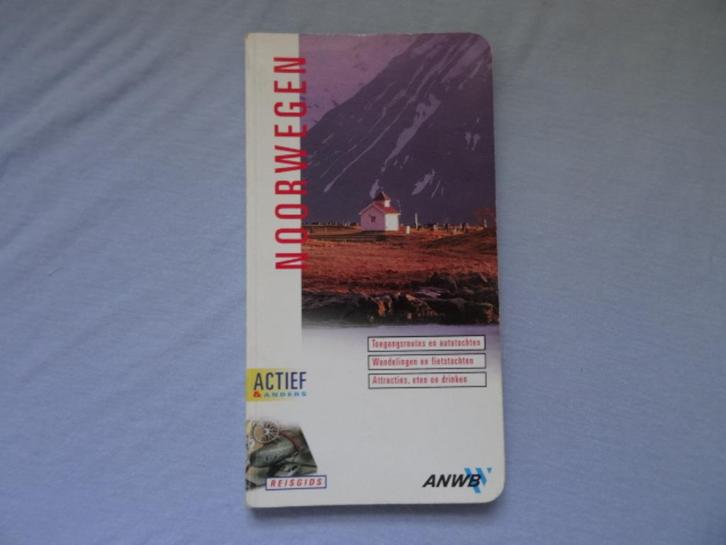 NOORWEGEN
Toegangsroutes en autotochten
Wandelingen en fietstochten
Attracties, eten en drinken
ACTIEF
& ANDERS
REISGIDS
ANWB